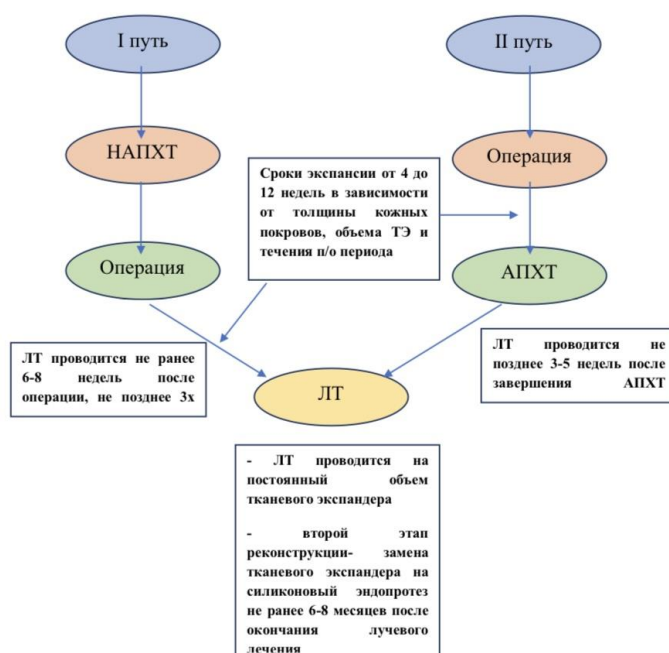 I путь
II путь
НАПХТ
Операция
Сроки экспансии от 4 до
12 недель в зависимости
от толщины кожных
покровов, объема ТЭ и
течения п/о периода
Операция
АПХТ
ЛТ проводится не ранее
6-8 недель после
операции, не позднее 3х
ЛТ
ЛТ проводится не
позднее 3-5 недель после
завершения АПХТ
- ЛТ проводится на
постоянный объем
тканевого экспандера
- второй этап
реконструкции- замена
тканевого экспандера на
силиконовый эндопротез
не ранее 6-8 месяцев после
окончания лучевого
лечения